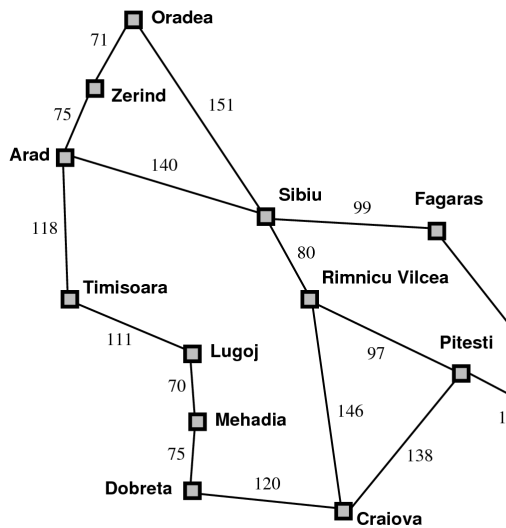 Oradea
71
Zerind
75
151
Arad
140
Sibiu
Fagaras
99
118
80
Timisoara
Rimnicu Vilcea
111
Lugoj
97
Pitesti
70
146
1
Mehadia
75
138
Dobreta
120
Craiova